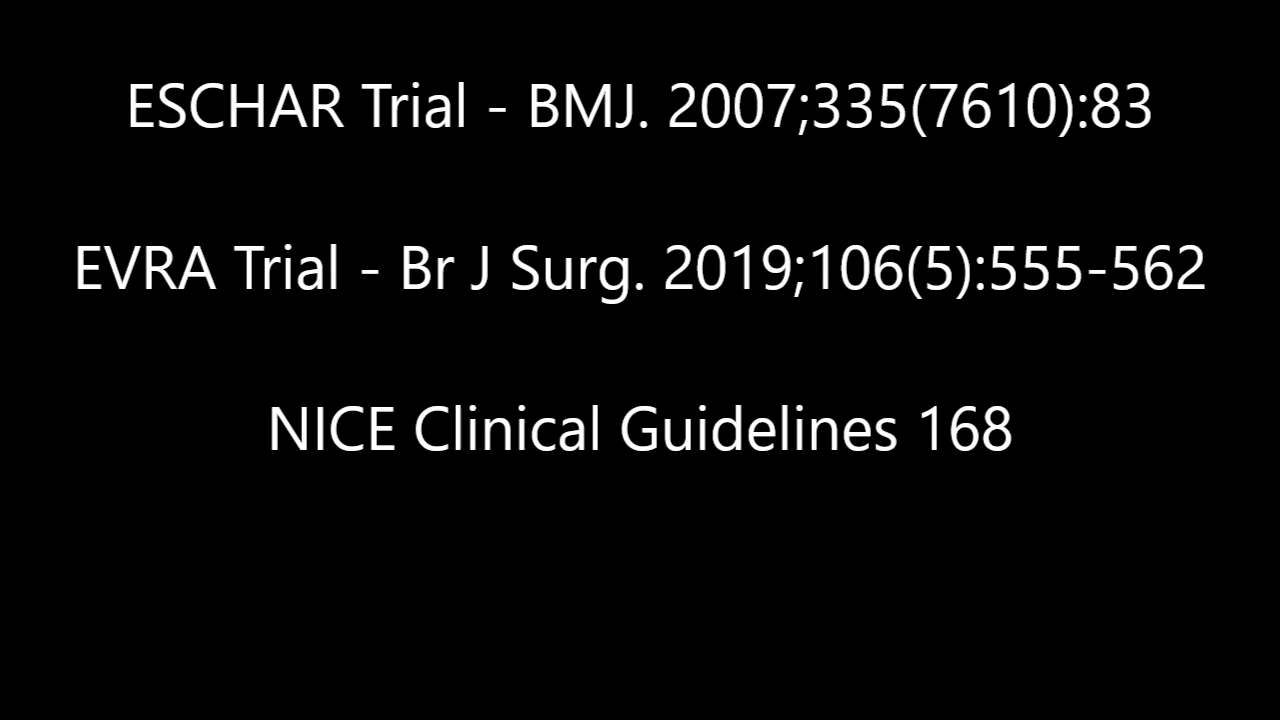 ESCHAR Trial - BMJ. 2007;335(7610):83
EVRA Trial - Br J Surg. 2019;106(5):555-562
NICE Clinical Guidelines 168